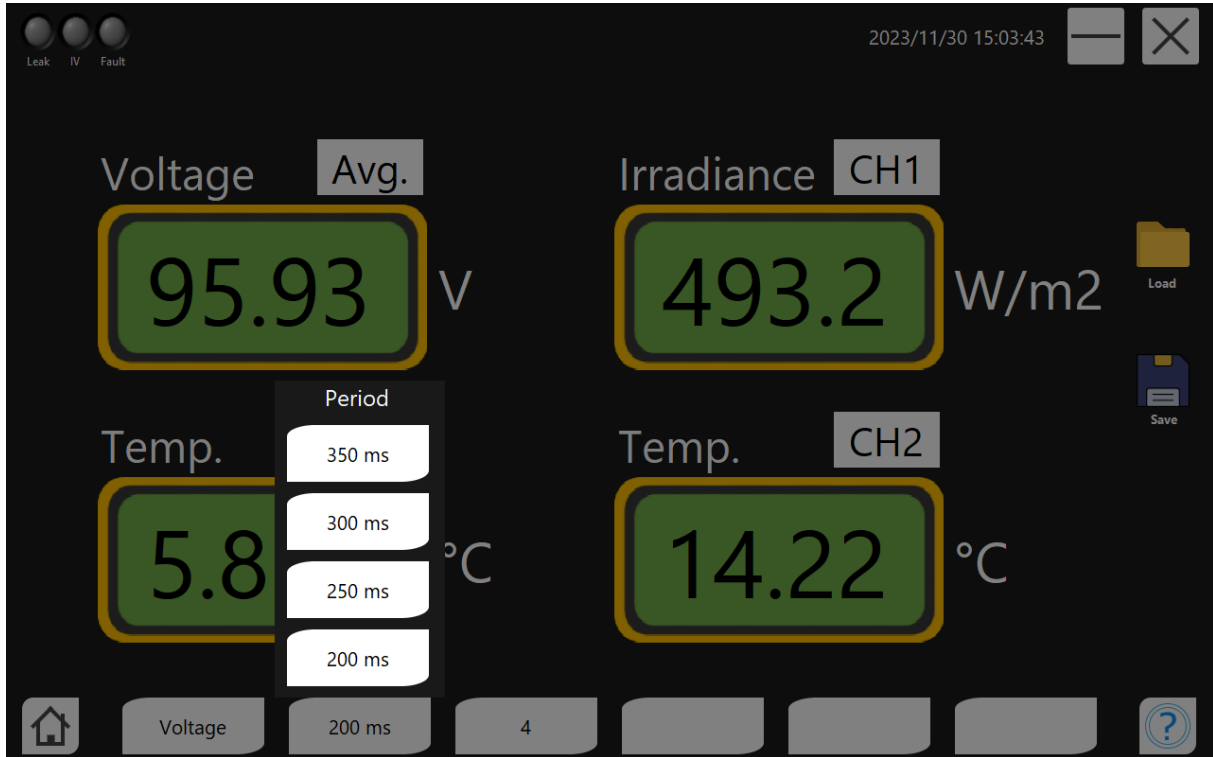 2023/11/30 15:03:43
Leak IV Fault
Voltage Avg.
Irradiance CH1
95.93 V
493.2 W/m2
Load
Period
350 ms
300 ms
250 ms
200 ms
Save
Temp.
Temp. CH2
5.8 °C
14.22 °C
Voltage
200 ms
4
?